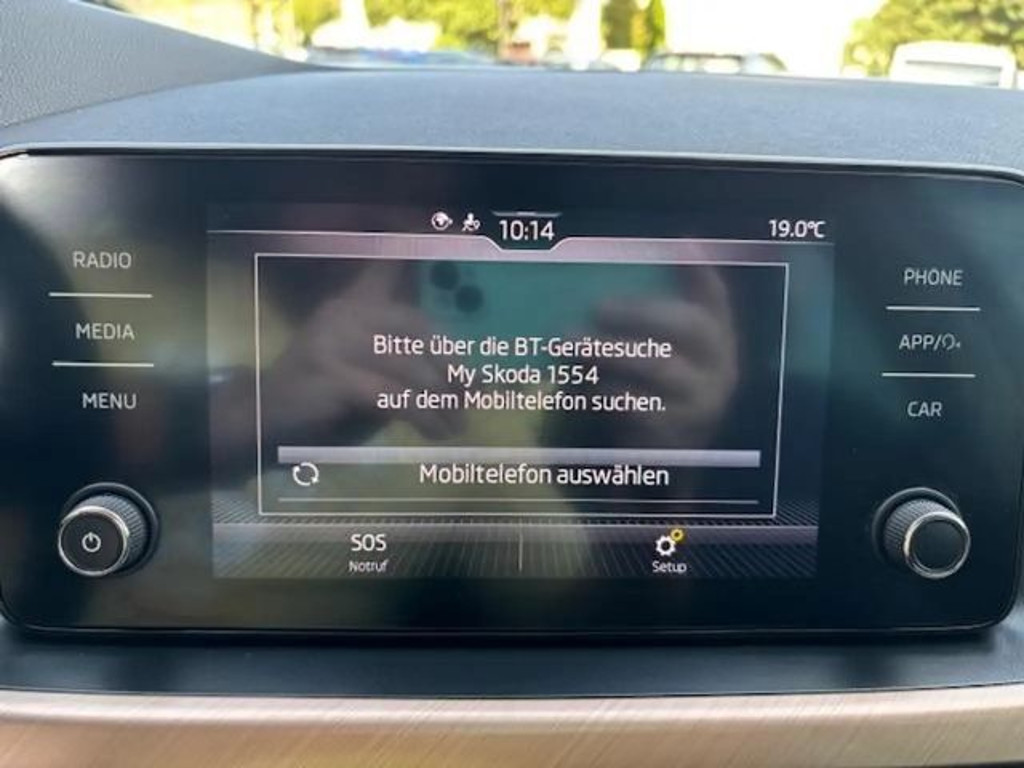 10:14
19.0°C
RADIO
MEDIA
MENU
Bitte über die BT-Gerätesuche
My Skoda 1554
auf dem Mobiltelefon suchen.
Mobiltelefon auswählen
SOS
Notruf
Setup
PHONE
APP/
CAR